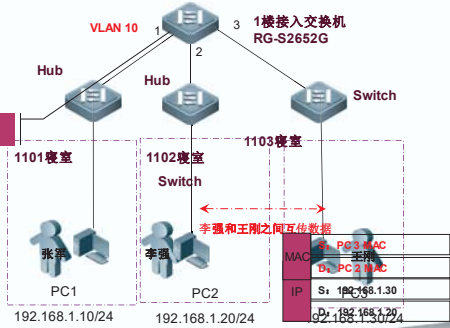 VLAN 10
1楼接入交换机
RG-S2652G
1
2
3
Hub
Hub
Switch
1101寝室
1102寝室
1103寝室
Switch
李强和王刚之间互传数据
张军
李强
王刚
MAC
S：PC 3 MAC
D：PC 2 MAC
IP
S：192.168.1.30
D：192.168.1.20
PC1
PC2
PC3
192.168.1.10/24
192.168.1.20/24
192.168.1.30/24